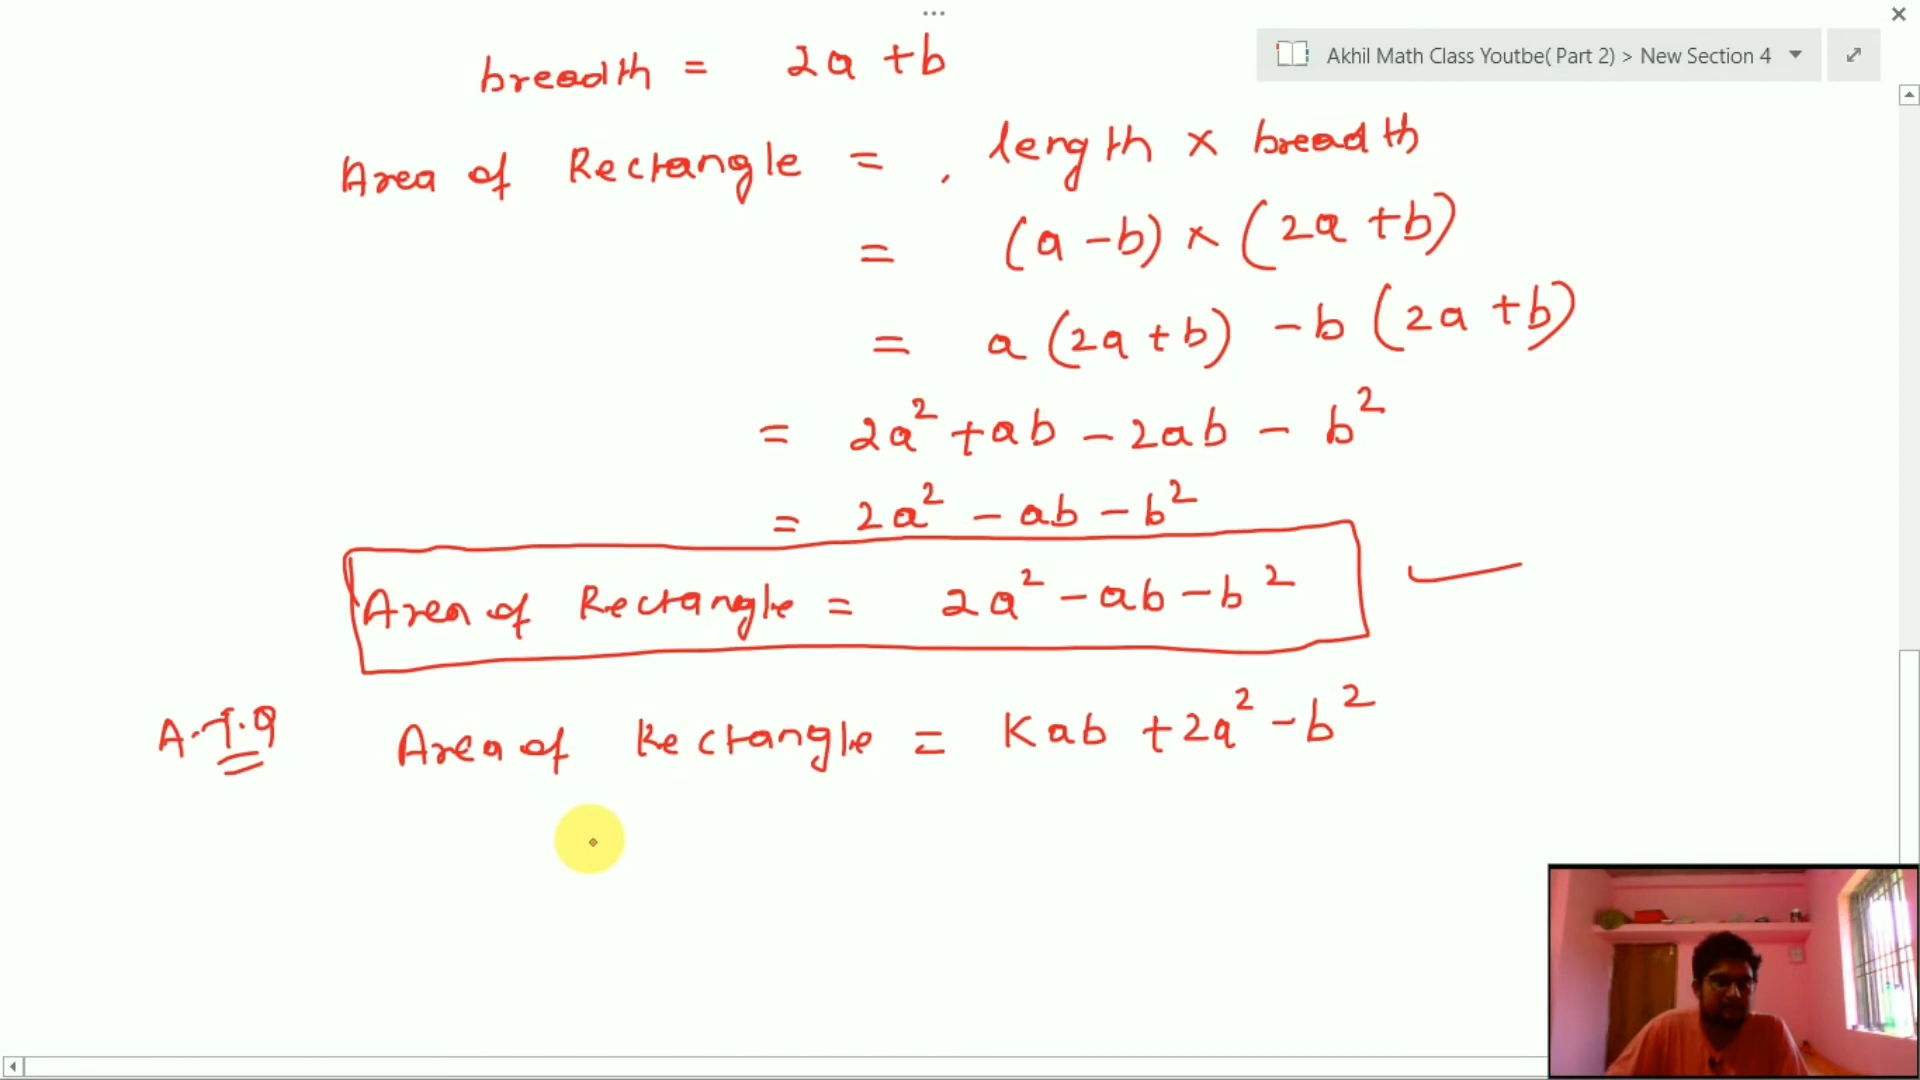 Akhil Math Class Youtbe( Part 2) > New Section 4
breadth = 2a + b
Area of Rectangle = length × breadth
= (a - b) × (2a + b)
= a (2a + b) - b (2a + b)
= 2a² + ab - 2ab - b²
= 2a² - ab - b²
Area of Rectangle = 2a² - ab - b²
A.T.Q Area of Rectangle = Kab + 2a² - b²